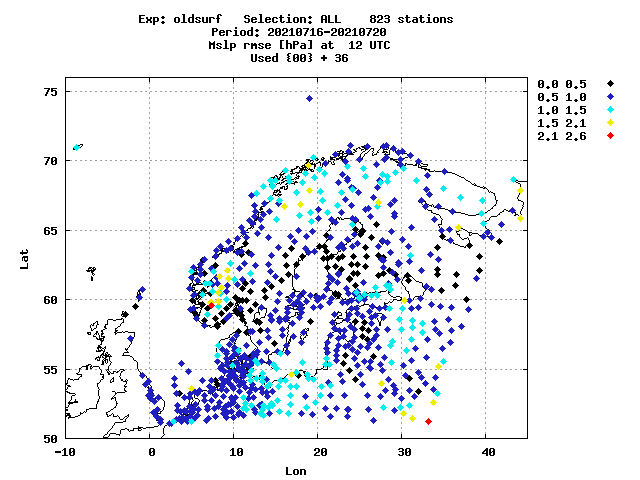 Exp: oldsurf   Selection: ALL    823 stations
Period: 20210716-20210720
Mslp rmse [hPa] at  12 UTC
Used {00} + 36
0.0 0.5
0.5 1.0
1.0 1.5
1.5 2.1
2.1 2.6
75
70
65
60
55
50
Lat
-10 0 10 20 30 40
Lon